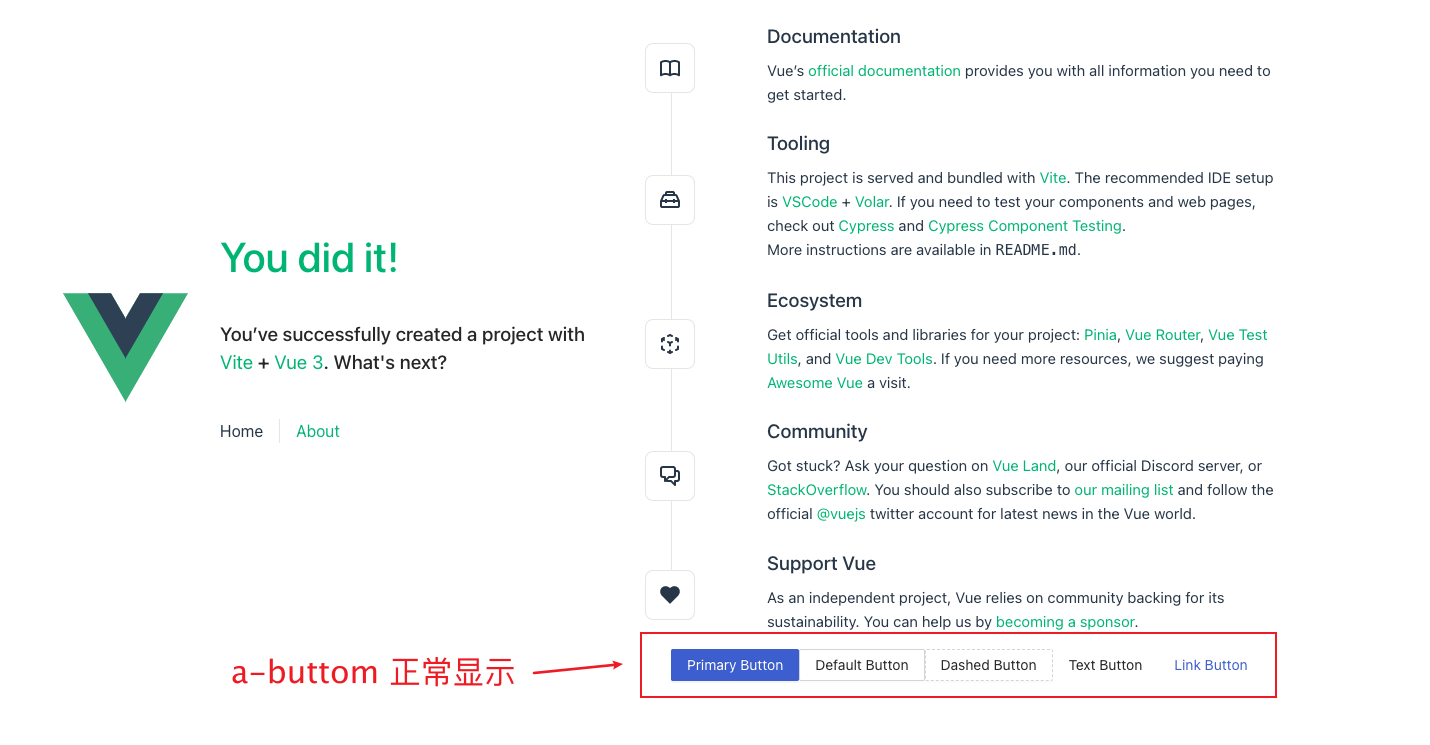 You did it!
You’ve successfully created a project with
Vite + Vue 3. What's next?
Home
About
Documentation
Vue’s official documentation provides you with all information you need to
get started.
Tooling
This project is served and bundled with Vite. The recommended IDE setup
is VSCode + Volar. If you need to test your components and web pages,
check out Cypress and Cypress Component Testing.
More instructions are available in README.md.
Ecosystem
Get official tools and libraries for your project: Pinia, Vue Router, Vue Test
Utils, and Vue Dev Tools. If you need more resources, we suggest paying
Awesome Vue a visit.
Community
Got stuck? Ask your question on Vue Land, our official Discord server, or
StackOverflow. You should also subscribe to our mailing list and follow the
official @vuejs twitter account for latest news in the Vue world.
Support Vue
As an independent project, Vue relies on community backing for its
sustainability. You can help us by becoming a sponsor.
a-buttom 正常显示
Primary Button Default Button Dashed Button Text Button Link Button